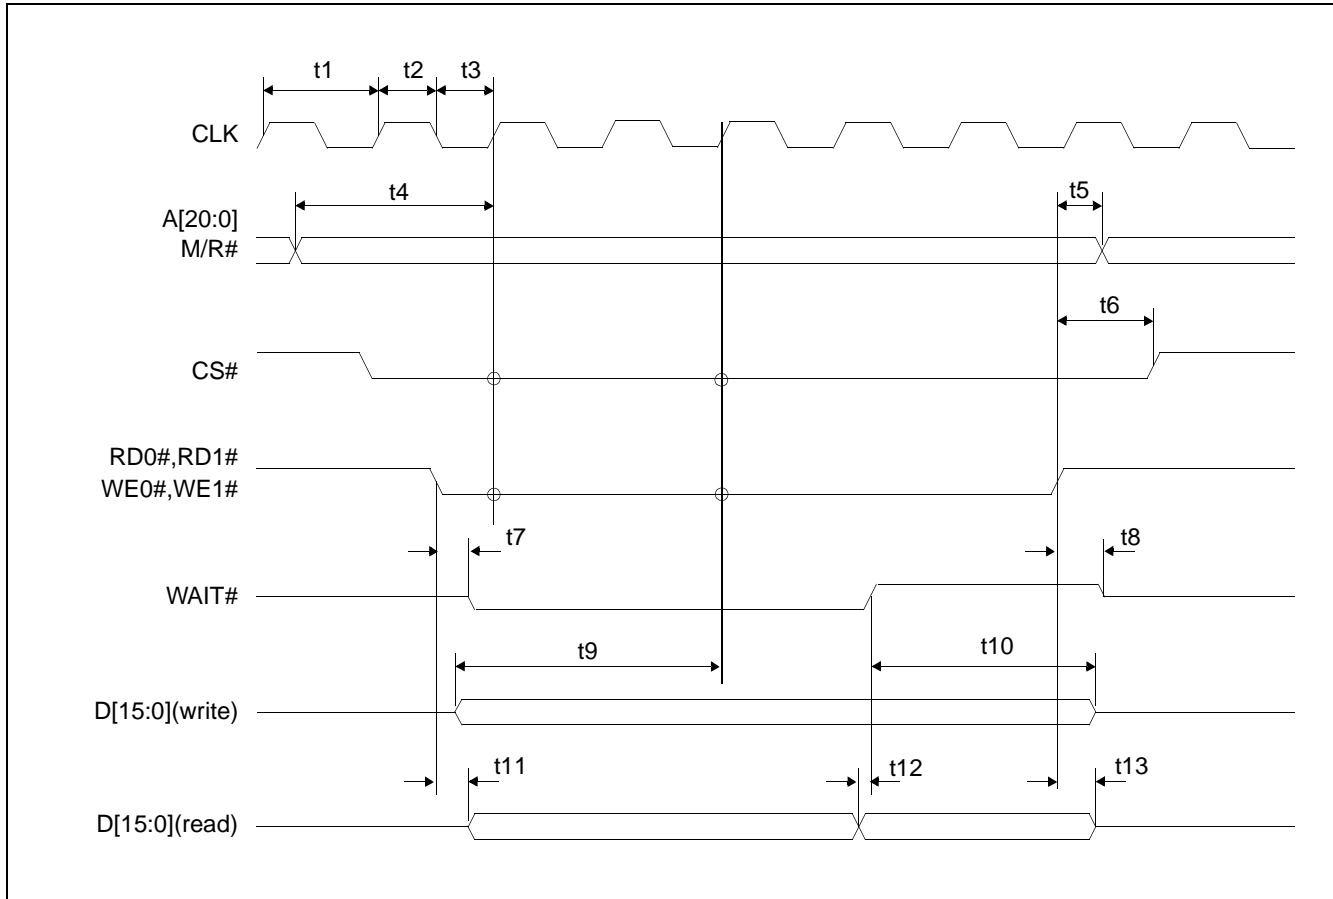 t1
t2
t3
CLK
t4
t5
A[20:0]
M/R#
t6
CS#
RD0#,RD1#
WE0#,WE1#
t7
t8
WAIT#
t9
t10
D[15:0](write)
t11
t12
t13
D[15:0](read)